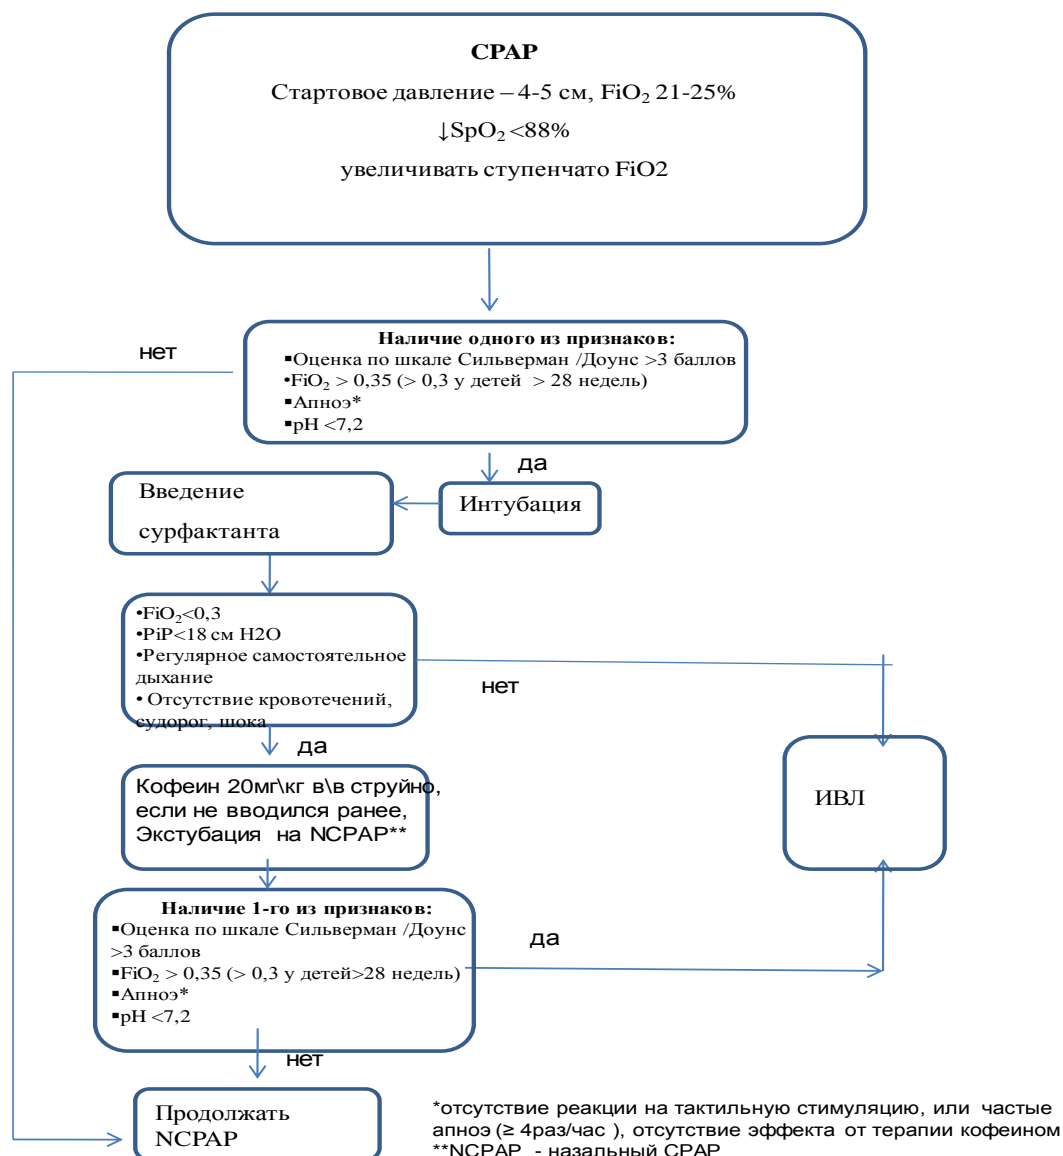 CPAP
Стартовое давление – 4-5 см, FiO2 21-25%
↓SpO2 <88%
увеличивать ступенчато FiO2
нет
Наличие одного из признаков:
▪Оценка по шкале Сильверман /Доунс >3 баллов
•FiO2 > 0,35 (> 0,3 у детей > 28 недель)
▪Апноэ*
▪pH <7,2
да
Введение
сурфактанта
Интубация
•FiO2<0,3
•PiP<18 см H2O
•Регулярное самостоятельное
дыхание
• Отсутствие кровотечений,
судорог, шока
нет
да
Кофеин 20мг\кг в\в струйно,
если не вводился ранее,
Экстубация на NCPAP**
ИВЛ
Наличие 1-го из признаков:
▪Оценка по шкале Сильверман /Доунс
>3 баллов
▪FiO2 > 0,35 (> 0,3 у детей>28 недель)
▪Апноэ*
▪pH <7,2
да
нет
Продолжать
NCPAP
*отсутствие реакции на тактильную стимуляцию, или частые
апноэ (≥ 4раз/час ), отсутствие эффекта от терапии кофеином
**NCPAP - назальный CPAP